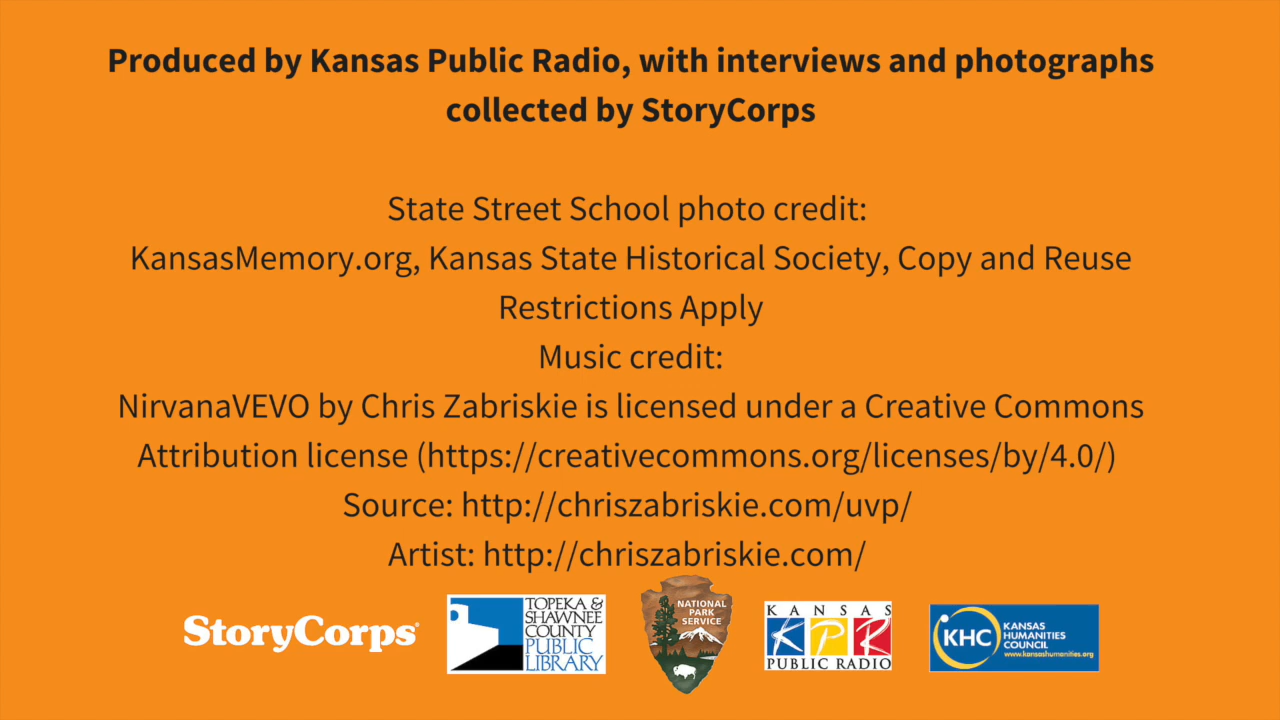 Produced by Kansas Public Radio, with interviews and photographs
collected by StoryCorps
State Street School photo credit:
KansasMemory.org, Kansas State Historical Society, Copy and Reuse
Restrictions Apply
Music credit:
NirvanaVEVO by Chris Zabriskie is licensed under a Creative Commons
Attribution license (https://creativecommons.org/licenses/by/4.0/)
Source: http://chriszabriskie.com/uvp/
Artist: http://chriszabriskie.com/
StoryCorps
TOPEKA &
SHAWNEE
COUNTY
PUBLIC
LIBRARY
NATIONAL
PARK
SERVICE
KANSAS
KPR
PUBLIC RADIO
KHC
KANSAS
HUMANITIES
COUNCIL
www.kansashumanities.org